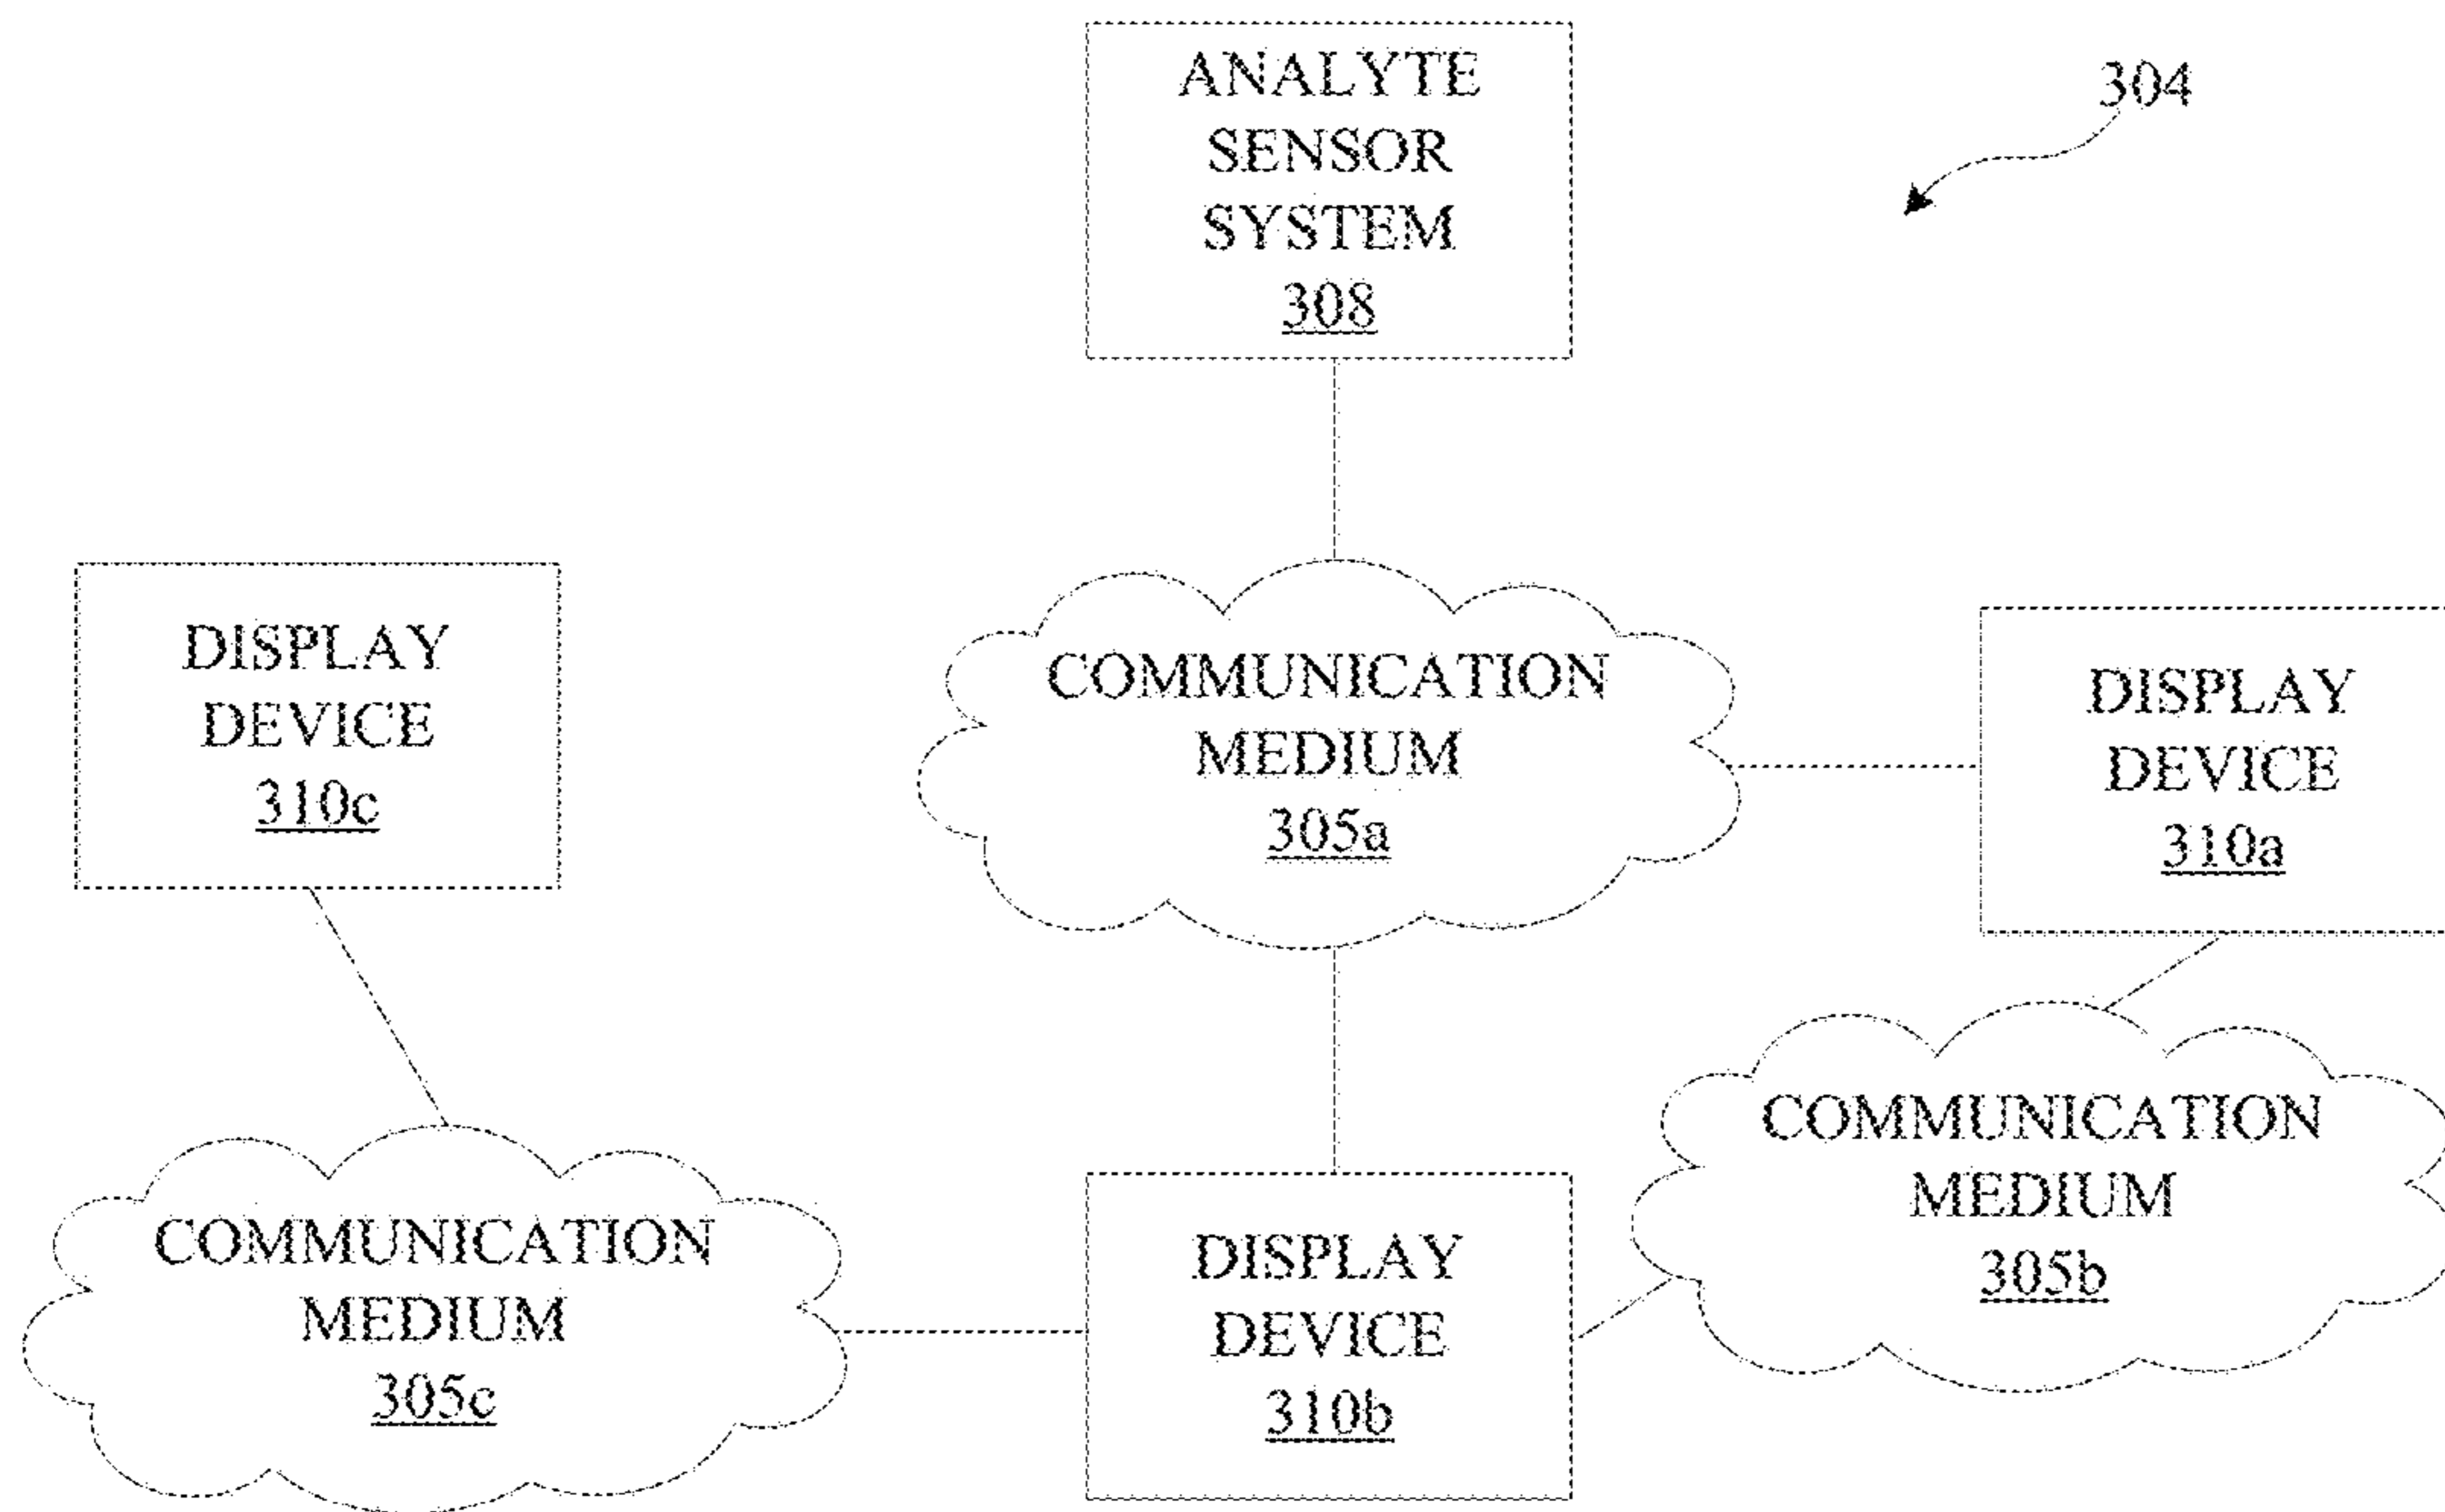 ANALYTE
SENSOR
SYSTEM
308
304
DISPLAY
DEVICE
310c
COMMUNICATION
MEDIUM
305a
DISPLAY
DEVICE
310a
COMMUNICATION
MEDIUM
305c
DISPLAY
DEVICE
310b
COMMUNICATION
MEDIUM
305b